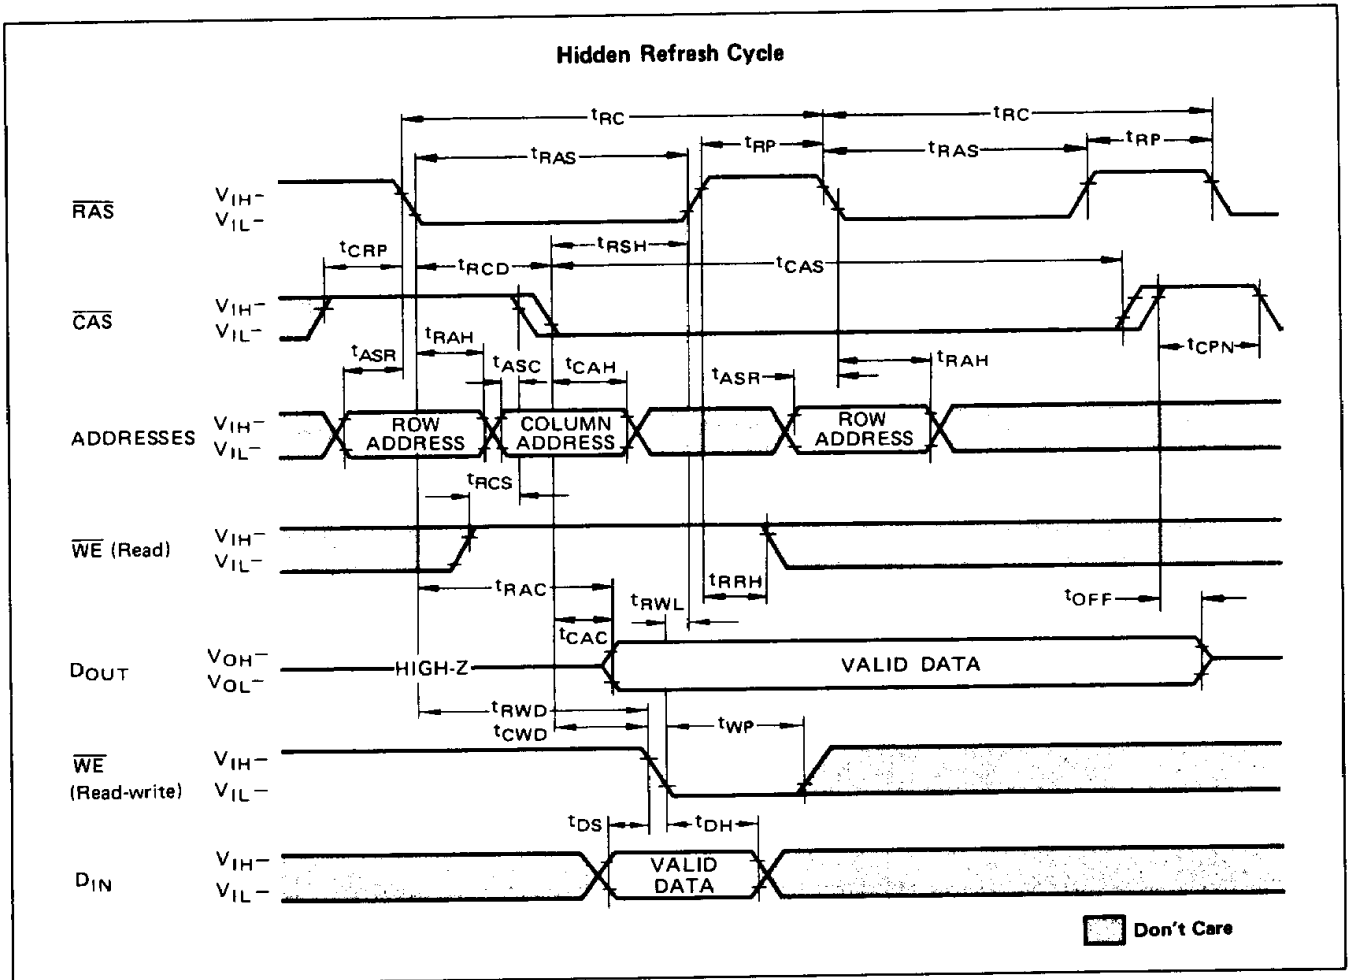 Hidden Refresh Cycle
tRC tRC
tRAS tRP tRAS tRP
RAS VIH–
VIL–
tCRP tRCD tRSH tCAS
CAS VIH–
VIL–
tASR tRAH tASC tCAH tASR tRAH tCPN
ADDRESSES VIH–
VIL–
ROW
ADDRESS
COLUMN
ADDRESS
ROW
ADDRESS
tRCS
WE (Read) VIH–
VIL–
tRAC tCAC tRWL tRRH tOFF
DOUT VOH–
VOL–
HIGH-Z VALID DATA
tRWD
tCWD tWP
WE
(Read-write)
VIH–
VIL–
tDS tDH
DIN VIH–
VIL–
VALID
DATA
Don't Care